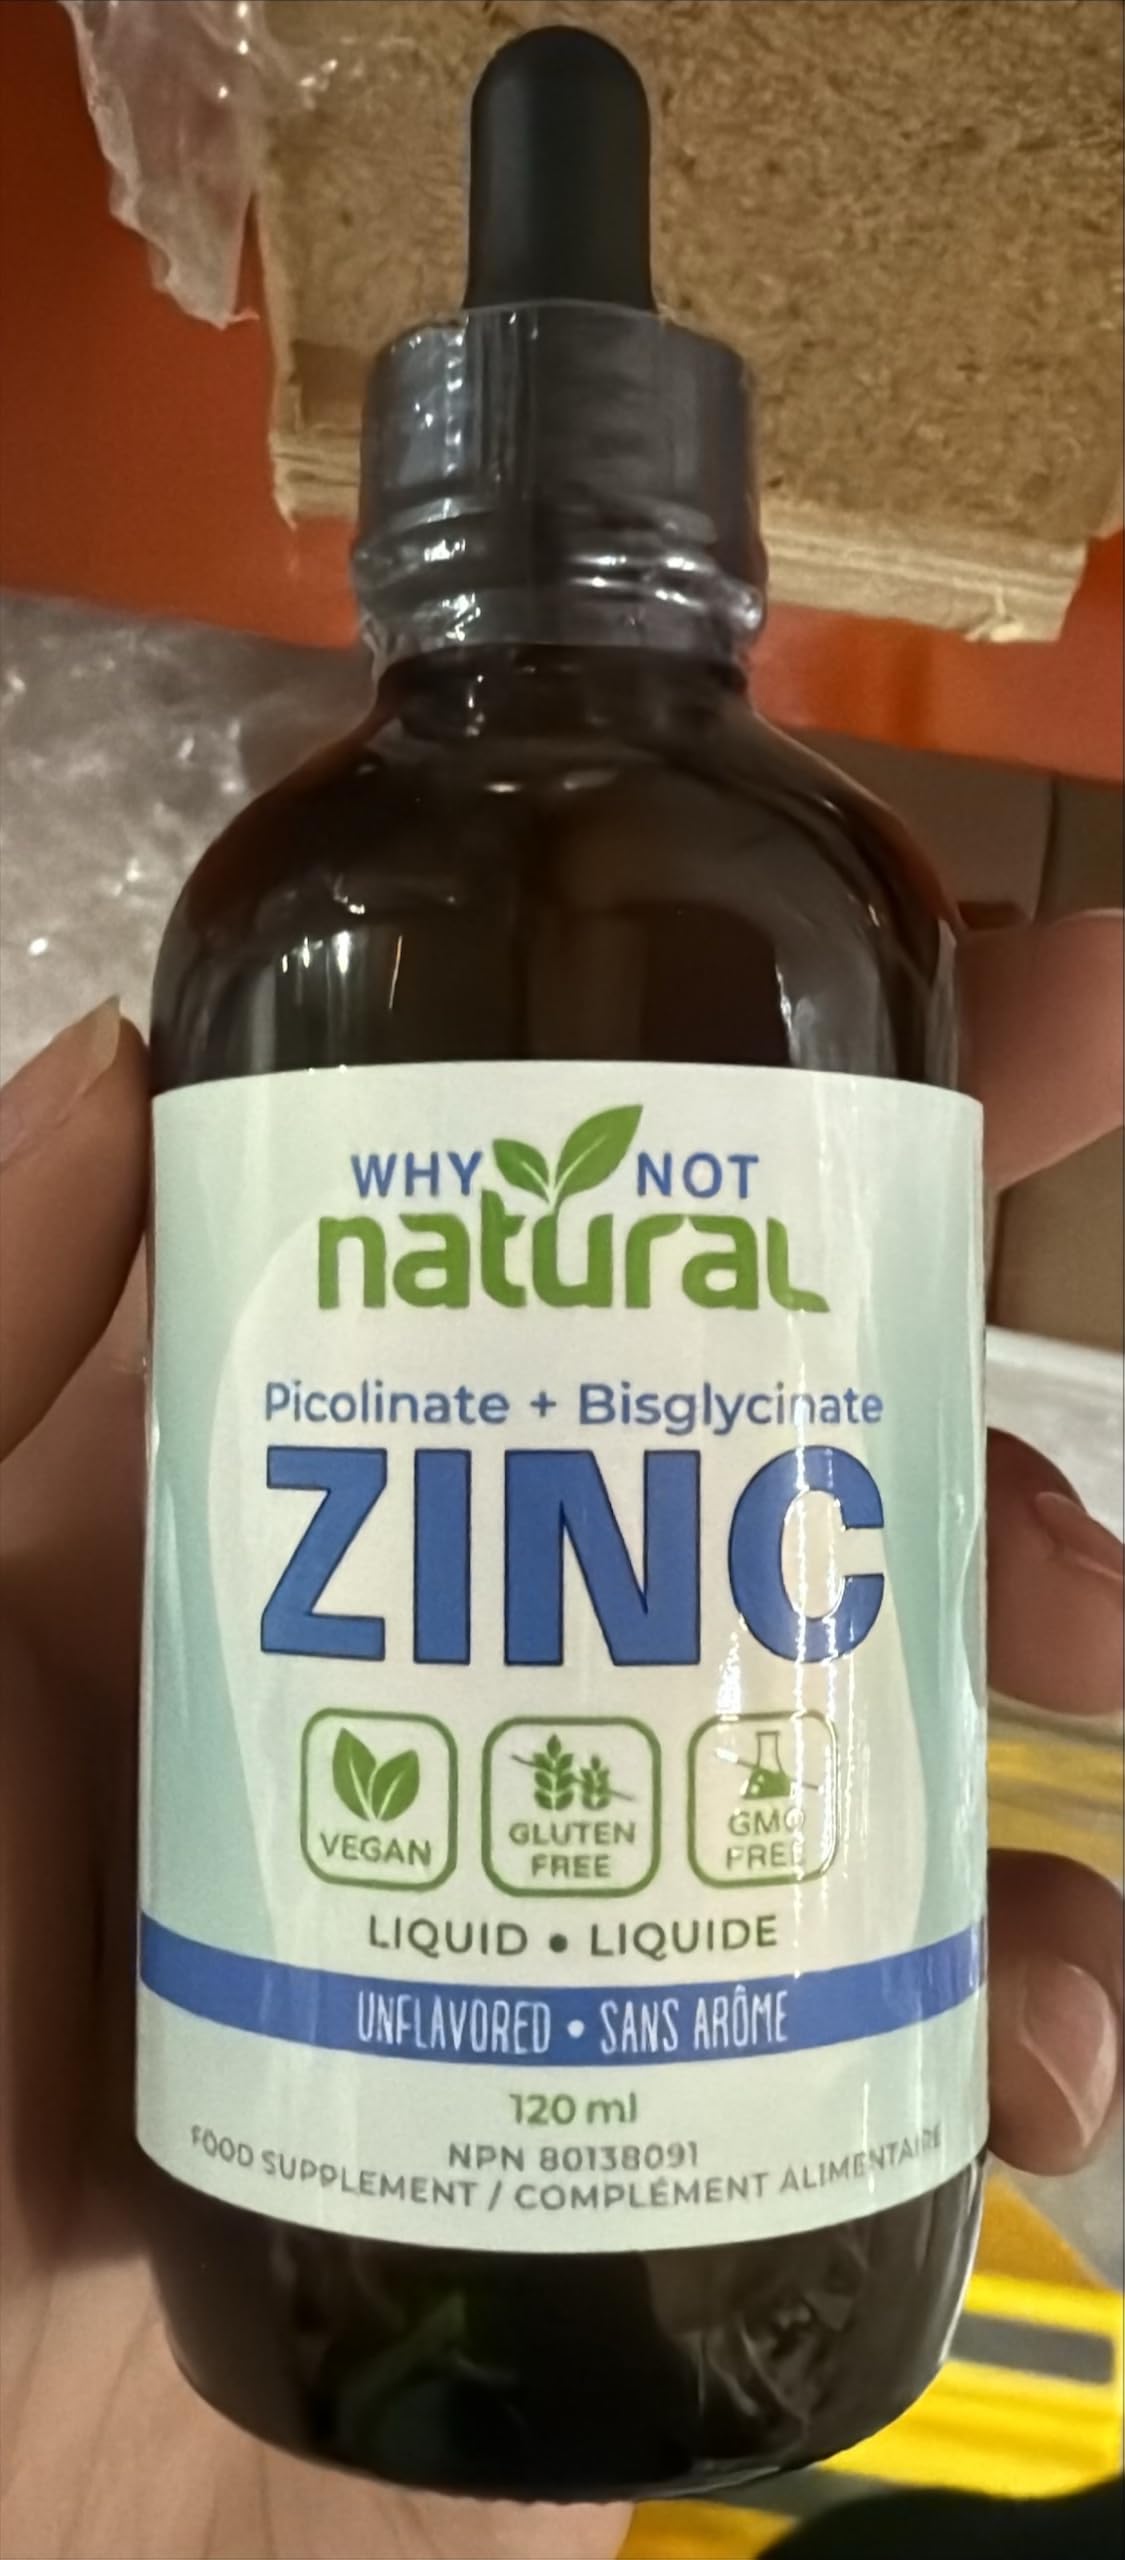 WHY NOT
natural
Picolinate + Bisglycinate
ZINC
VEGAN
GLUTEN
FREE
GMO
FREE
LIQUID • LIQUIDE
UNFLAVORED • SANS ARÔME
120 ml
NPN 80138091
FOOD SUPPLEMENT / COMPLÉMENT ALIMENTAIRE